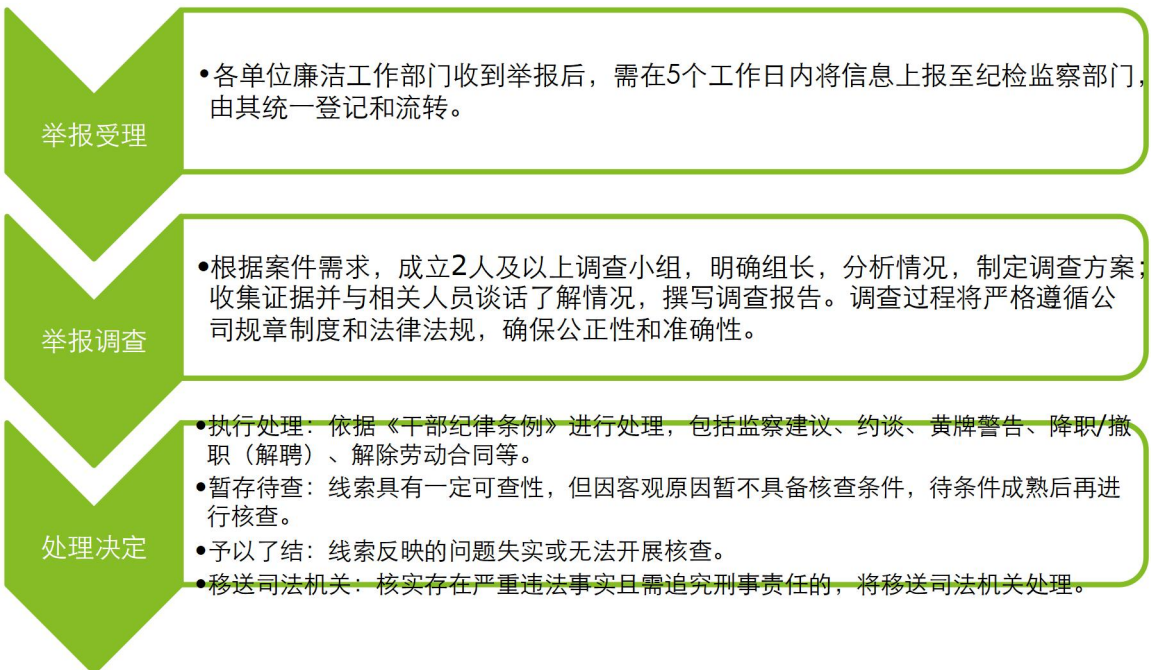 举报受理
•各单位廉洁工作部门收到举报后，需在5个工作日内将信息上报至纪检监察部门，
由其统一登记和流转。
举报调查
•根据案件需求，成立2人及以上调查小组，明确组长，分析情况，制定调查方案；
收集证据并与相关人员谈话了解情况，撰写调查报告。调查过程将严格遵循公
司规章制度和法律法规，确保公正性和准确性。
处理决定
•执行处理：依据《干部纪律条例》进行处理，包括监察建议、约谈、黄牌警告、降职/撤
职（解聘）、解除劳动合同等。
•暂存待查：线索具有一定可查性，但因客观原因暂不具备核查条件，待条件成熟后再进
行核查。
•予以了结：线索反映的问题失实或无法开展核查。
•移送司法机关：核实存在严重违法事实且需追究刑事责任的，将移送司法机关处理。